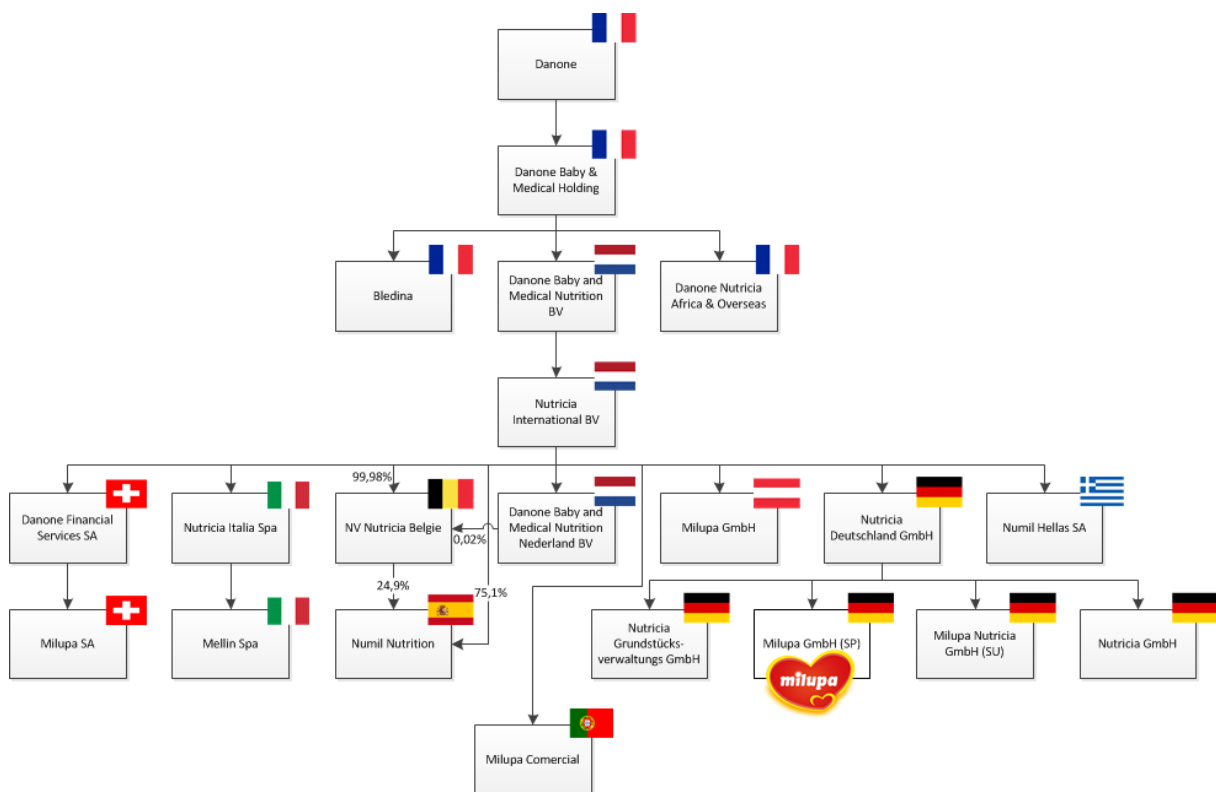 Danone
Danone Baby &
Medical Holding
Bledina
Danone Baby and
Medical Nutrition
BV
Danone Nutricia
Africa & Overseas
Nutricia
International BV
99,98%
Danone Financial
Services SA
Nutricia Italia Spa
NV Nutricia Belgie
0,02%
Danone Baby and
Medical Nutrition
Nederland BV
Milupa GmbH
Nutricia
Deutschland GmbH
Numil Hellas SA
24,9%
75,1%
Milupa SA
Mellin Spa
Numil Nutrition
Nutricia
Grundstücks-
verwaltungs GmbH
Milupa GmbH (SP)
milupa
Milupa Nutricia
GmbH (SU)
Nutricia GmbH
Milupa Comercial